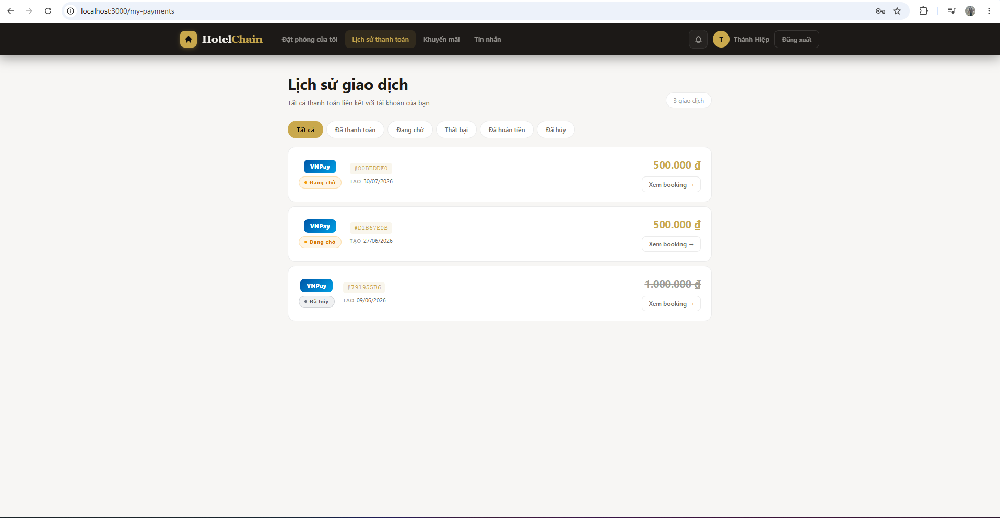 localhost:3000/my-payments
HotelChain
Đặt phòng của tôi
Lịch sử thanh toán
Khuyến mãi
Tin nhắn
T
Thành Hiệp
Đăng xuất
Lịch sử giao dịch
Tất cả thanh toán liên kết với tài khoản của bạn
3 giao dịch
Tất cả
Đã thanh toán
Đang chờ
Thất bại
Đã hoàn tiền
Đã hủy
VNPay
Đang chờ
#80BEDDF0
TẠO 30/07/2026
500.000 ₫
Xem booking →
VNPay
Đang chờ
#D1B67E0B
TẠO 27/06/2026
500.000 ₫
Xem booking →
VNPay
Đã hủy
#791955B6
TẠO 09/06/2026
1.000.000 ₫
Xem booking →